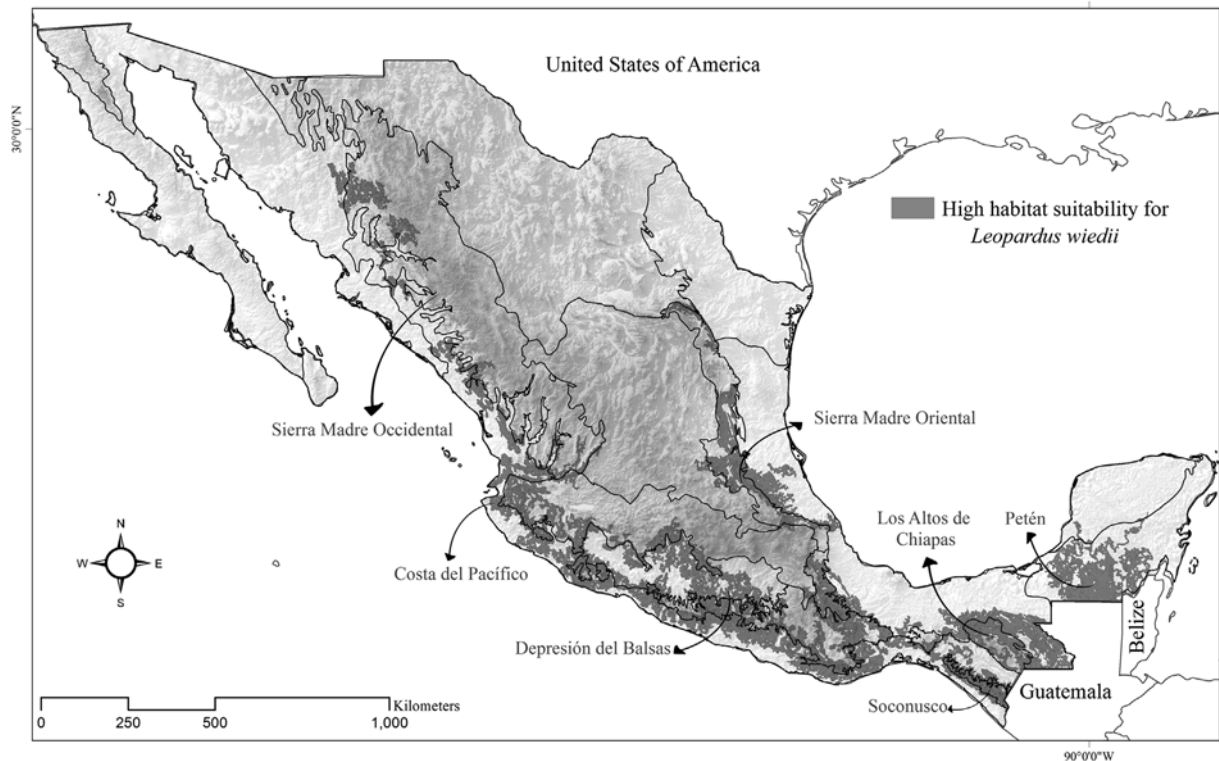 United States of America
30°0'0"N
High habitat suitability for
Leopardus wiedii
Sierra Madre Occidental
Sierra Madre Oriental
Los Altos de
Chiapas
Petén
N
W
E
S
Costa del Pacífico
Depresión del Balsas
Belize
Guatemala
Soconusco
Kilometers
0 250 500 1,000
90°0'0"W